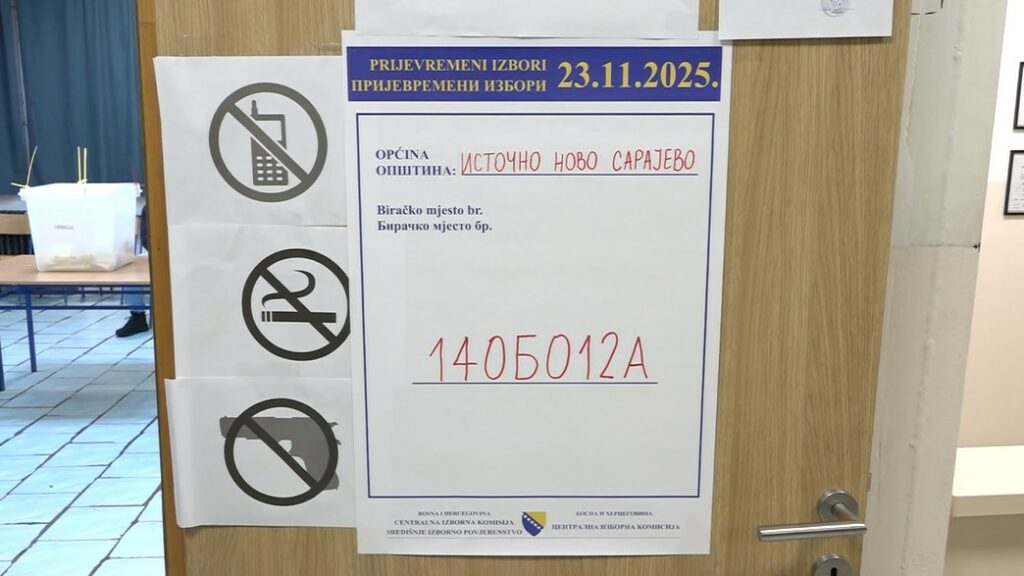 PRIJEVREMENI IZBORI
ПРИЈЕВРЕМЕНИ ИЗБОРИ
23.11.2025.
OPĆINA
ОПШТИНА: ИСТОЧНО НОВО САРАЈЕВО
Biračko mjesto br.
Бирачко мјесто бр.
140Б012А
BOSNA I HERCEGOVINA
CENTRALNA IZBORNA KOMISIJA
SREDIŠNJE IZBORNO POVJERENSTVO
БОСНА И ХЕРЦЕГОВИНА
ЦЕНТРАЛНА ИЗБОРНА КОМИСИЈА